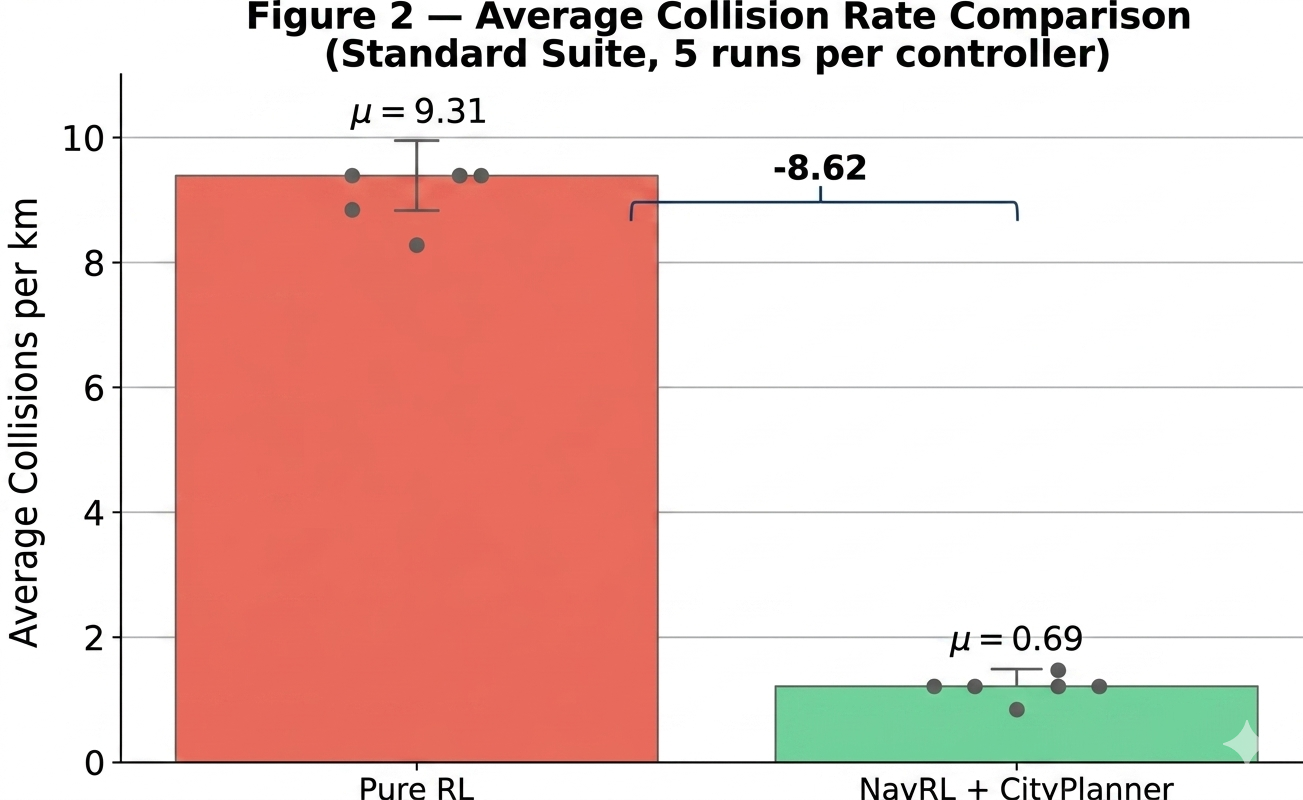 Figure 2 — Average Collision Rate Comparison
(Standard Suite, 5 runs per controller)
Average Collisions per km
10
8
6
4
2
0
μ = 9.31
-8.62
μ = 0.69
Pure RL
NavRL + CityPlanner